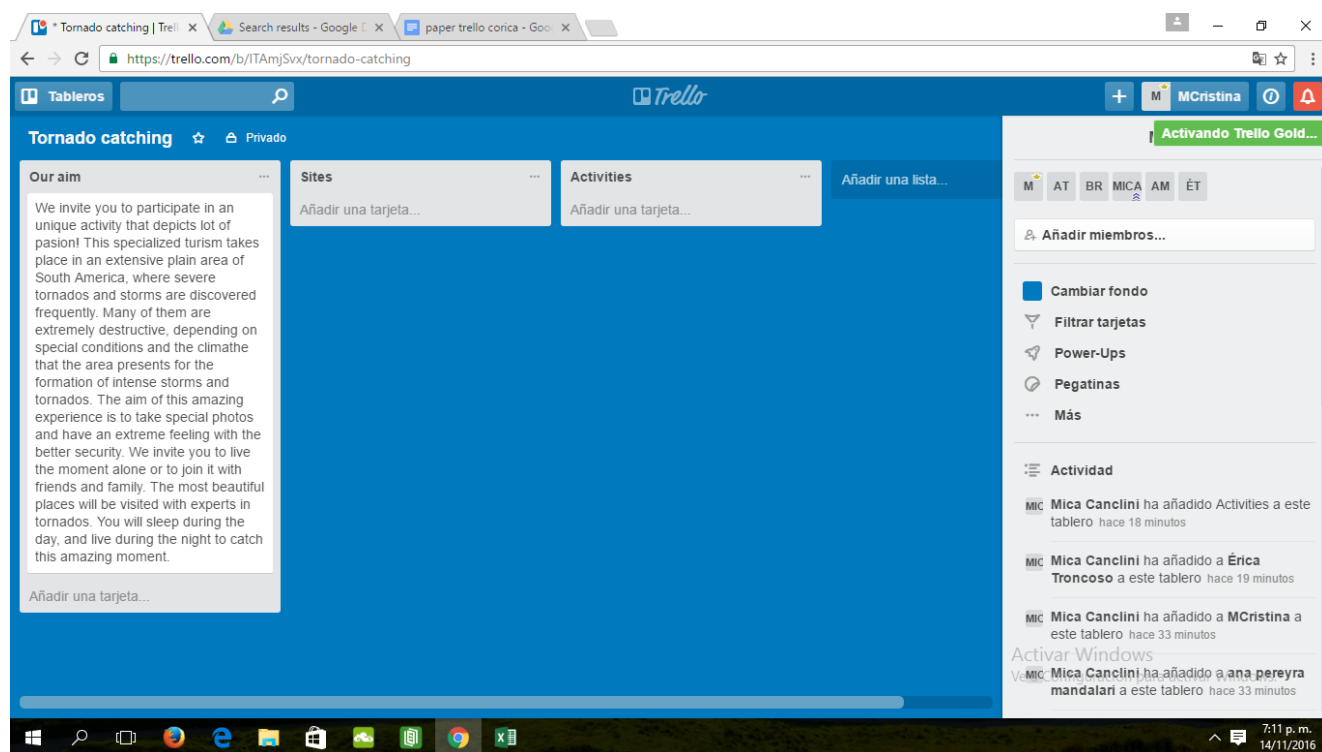 * Tornado catching | Trell
Search results - Google D
paper trello corica - Goo
https://trello.com/b/ITAmjSvx/tornado-catching
Tableros
Trello
M MCristina
Activando Trello Gold...
Tornado catching Privado
Our aim
We invite you to participate in an
unique activity that depicts lot of
pasion! This specialized turism takes
place in an extensive plain area of
South America, where severe
tornados and storms are discovered
frequently. Many of them are
extremely destructive, depending on
special conditions and the climathe
that the area presents for the
formation of intense storms and
tornados. The aim of this amazing
experience is to take special photos
and have an extreme feeling with the
better security. We invite you to live
the moment alone or to join it with
friends and family. The most beautiful
places will be visited with experts in
tornados. You will sleep during the
day, and live during the night to catch
this amazing moment.
Añadir una tarjeta...
Sites
Añadir una tarjeta...
Activities
Añadir una tarjeta...
Añadir una lista...
M AT BR MICA AM ÉT
Añadir miembros...
Cambiar fondo
Filtrar tarjetas
Power-Ups
Pegatinas
Más
Actividad
MIC Mica Canclini ha añadido Activities a este
tablero hace 18 minutos
MIC Mica Canclini ha añadido a Érica
Troncoso a este tablero hace 19 minutos
MIC Mica Canclini ha añadido a MCristina a
este tablero hace 33 minutos
Activar Windows
MIC Mica Canclini ha añadido a ana pereyra
mandalari a este tablero hace 33 minutos
7:11 p. m.
14/11/2016